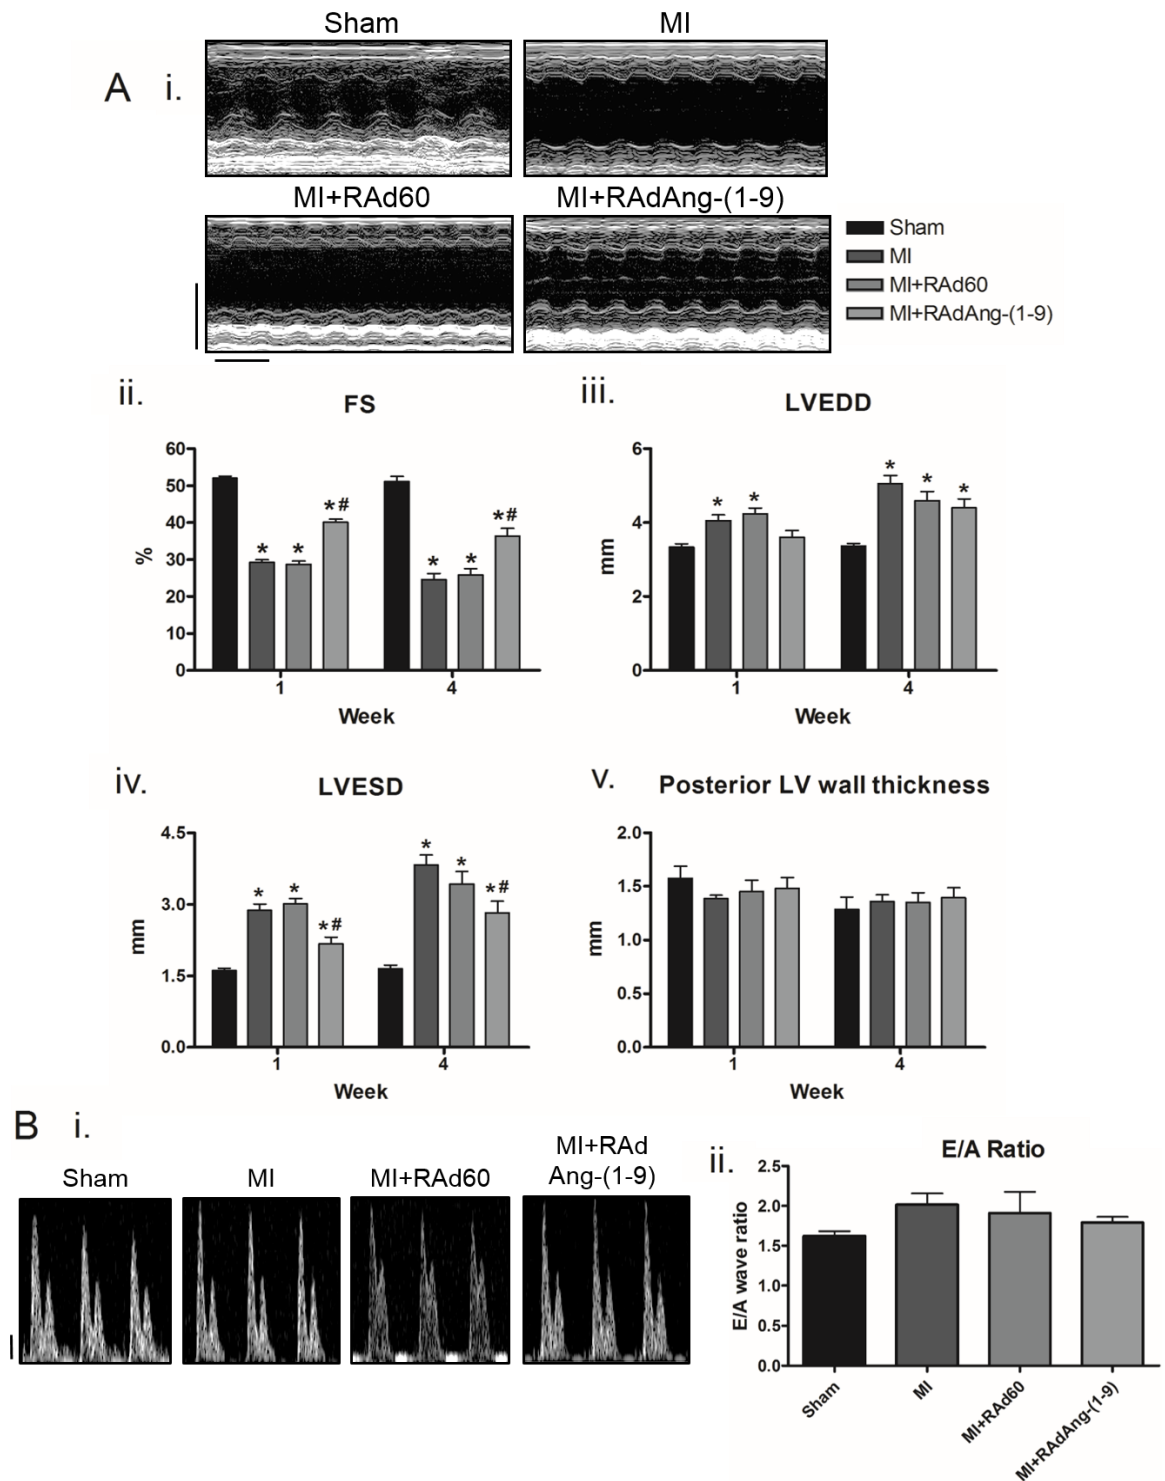 Sham
MI
A
i.
MI+RAd60
MI+RAdAng-(1-9)
Sham
MI
MI+RAd60
MI+RAdAng-(1-9)
ii.
FS
60
50
40
30
20
10
0
%
* * *#
* * *#
1
4
Week
iii.
LVEDD
6
4
2
0
mm
* *
* * *
1
4
Week
iv.
LVESD
4.5
3.0
1.5
0.0
mm
* * *#
* * *#
1
4
Week
v.
Posterior LV wall thickness
2.0
1.5
1.0
0.5
0.0
mm
1
4
Week
B
i.
Sham
MI
MI+RAd60
MI+RAd
Ang-(1-9)
ii.
E/A Ratio
2.5
2.0
1.5
1.0
0.5
0.0
E/A wave ratio
Sham
MI
MI+RAd60
MI+RAdAng-(1-9)